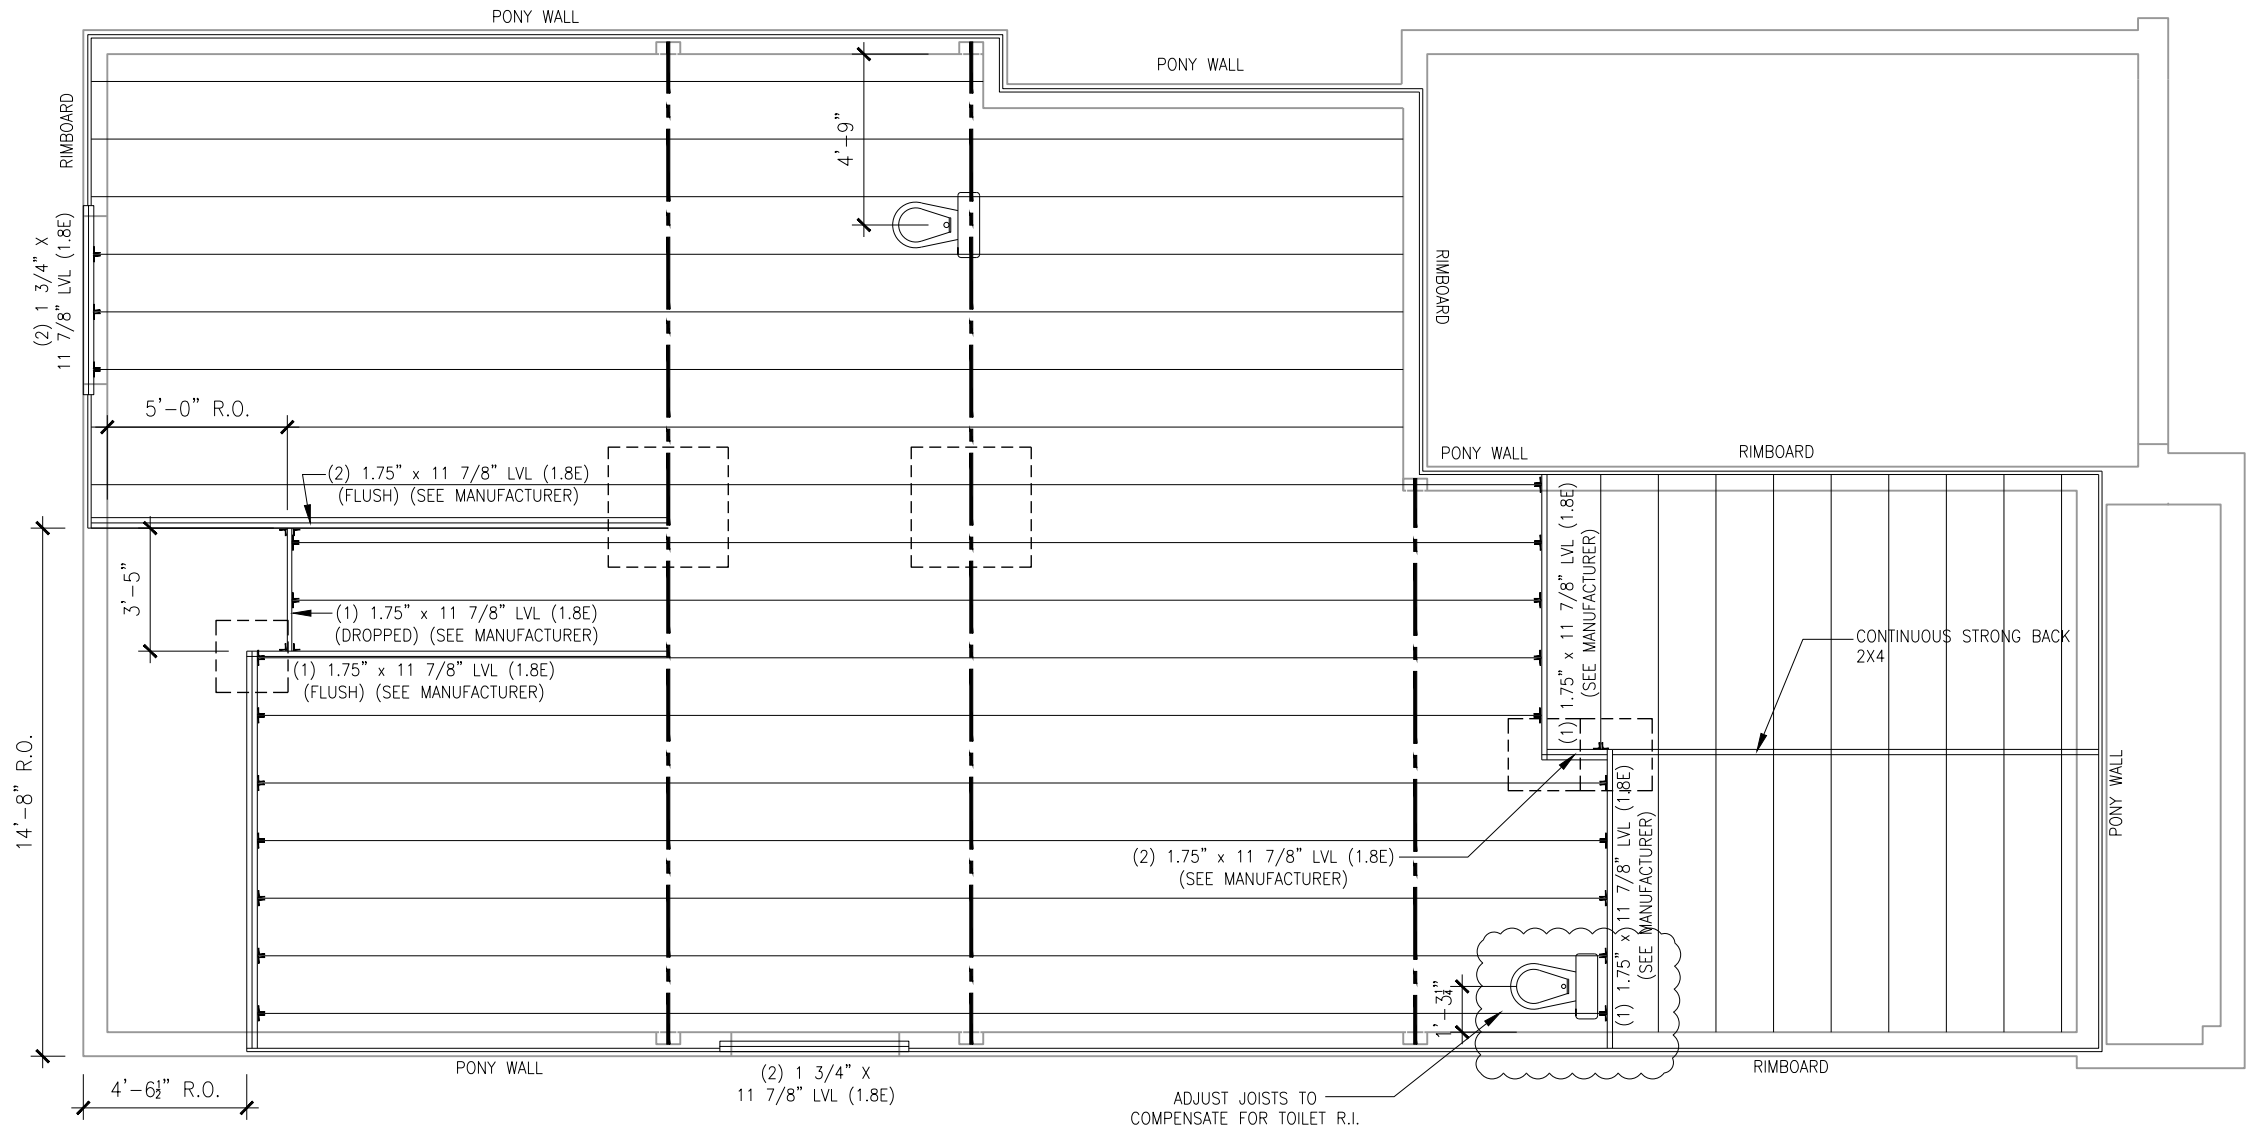 PONY WALL
PONY WALL
RIMBOARD
4'-9"
(2) 1 3/4" X
11 7/8" LVL (1.8E)
RIMBOARD
5'-0" R.O.
PONY WALL
RIMBOARD
(2) 1.75" x 11 7/8" LVL (1.8E)
(FLUSH) (SEE MANUFACTURER)
(1) 1.75" x 11 7/8" LVL (1.8E)
(SEE MANUFACTURER)
3'-5"
(1) 1.75" x 11 7/8" LVL (1.8E)
(DROPPED) (SEE MANUFACTURER)
CONTINUOUS STRONG BACK
2X4
(1) 1.75" x 11 7/8" LVL (1.8E)
(FLUSH) (SEE MANUFACTURER)
14'-8" R.O.
PONY WALL
(2) 1.75" x 11 7/8" LVL (1.8E)
(SEE MANUFACTURER)
(1) 1.75" x 11 7/8" LVL (1.8E)
(SEE MANUFACTURER)
1'-3 1/4"
PONY WALL
RIMBOARD
(2) 1 3/4" X
11 7/8" LVL (1.8E)
4'-6 1/2" R.O.
ADJUST JOISTS TO
COMPENSATE FOR TOILET R.I.